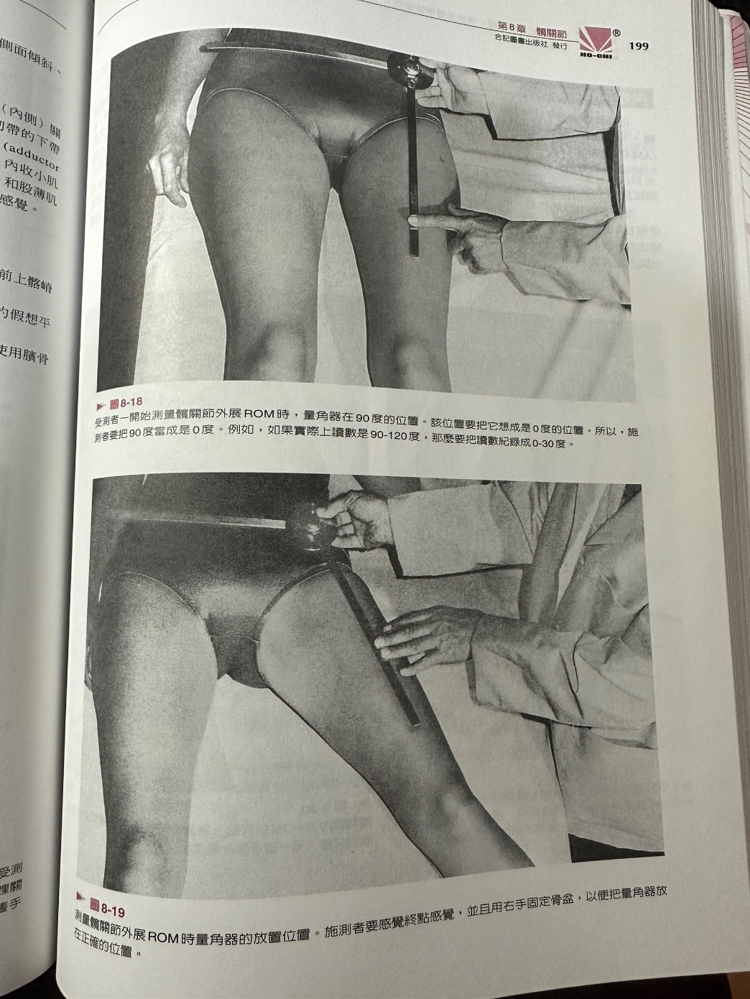 側面傾斜、
（內側）關
韌帶的下帶
(adductor
內收小肌
和股薄肌
感覺。
前上髂嵴
的假想平
使用臏骨
受測
髁關
隻手
第8章 髖關節
合記圖書出版社 發行
HO-CHI
®
199
圖8-18
受測者一開始測量髖關節外展ROM時，量角器在90度的位置。該位置要把它想成是0度的位置。所以，施
測者要把90度當成是0度。例如，如果實際上讀數是90-120度，那麼要把讀數紀錄成0-30度。
圖8-19
測量髖關節外展ROM時量角器的放置位置。施測者要感覺終點感覺，並且用右手固定骨盆，以便把量角器放
在正確的位置。